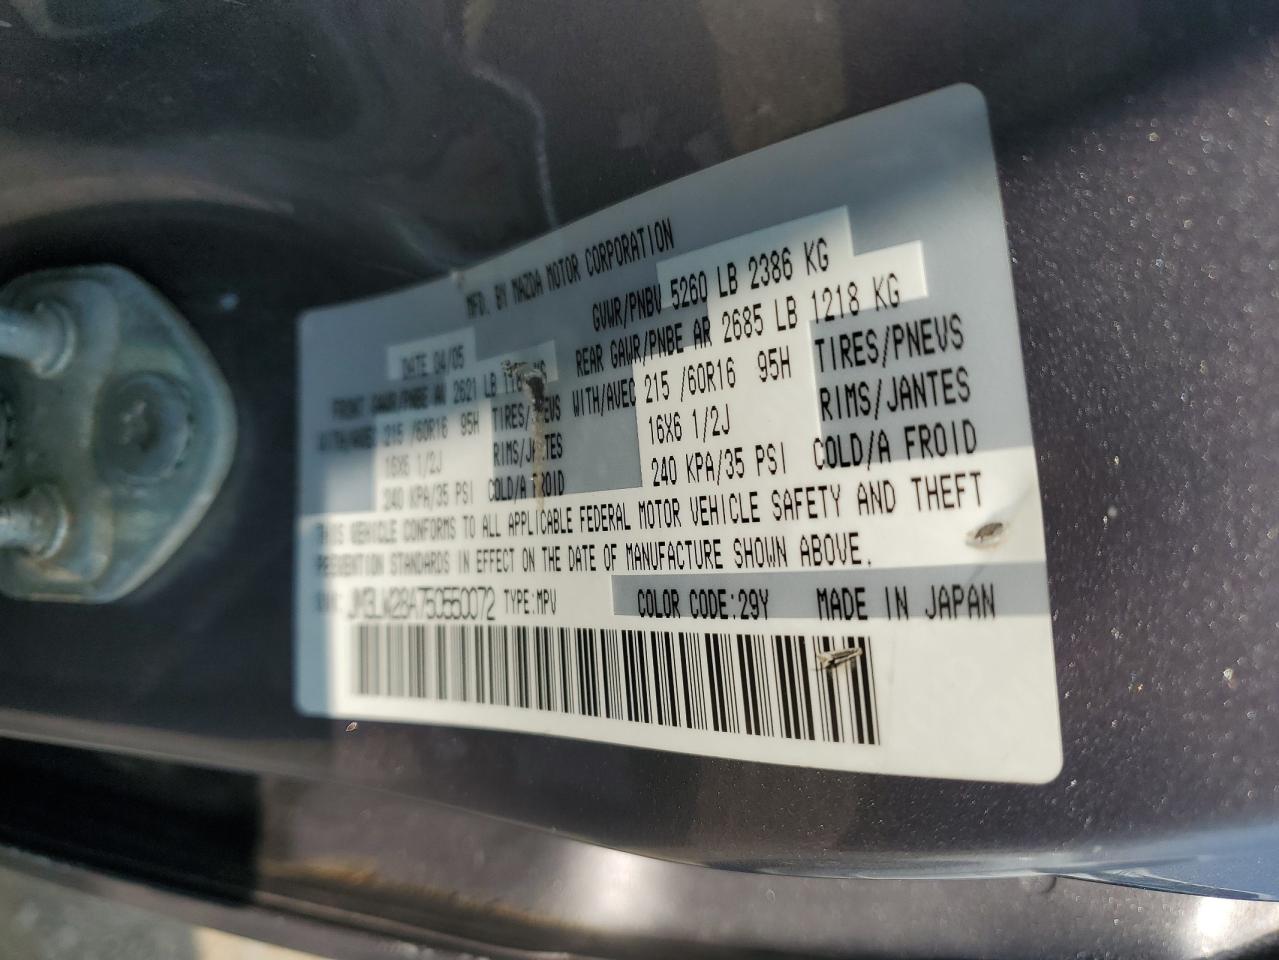 MFD. BY MAZDA MOTOR CORPORATION
DATE 04/05 GVWR/PNBV 5260 LB 2386 KG
FRONT GAWR/PNBE AV 2621 LB REAR GAWR/PNBE AR 2685 LB 1218 KG
WITH/AVEC 215 /60R16 95H TIRES/PNEUS WITH/AVEC 215 /60R16 95H TIRES/PNEUS
16X6 1/2J RIMS/JANTES 16X6 1/2J RIMS/JANTES
240 KPA/35 PSI COLD/A FROID 240 KPA/35 PSI COLD/A FROID
THIS VEHICLE CONFORMS TO ALL APPLICABLE FEDERAL MOTOR VEHICLE SAFETY AND THEFT
PREVENTION STANDARDS IN EFFECT ON THE DATE OF MANUFACTURE SHOWN ABOVE.
JM3LW28A750550072 TYPE:MPV COLOR CODE:29Y MADE IN JAPAN